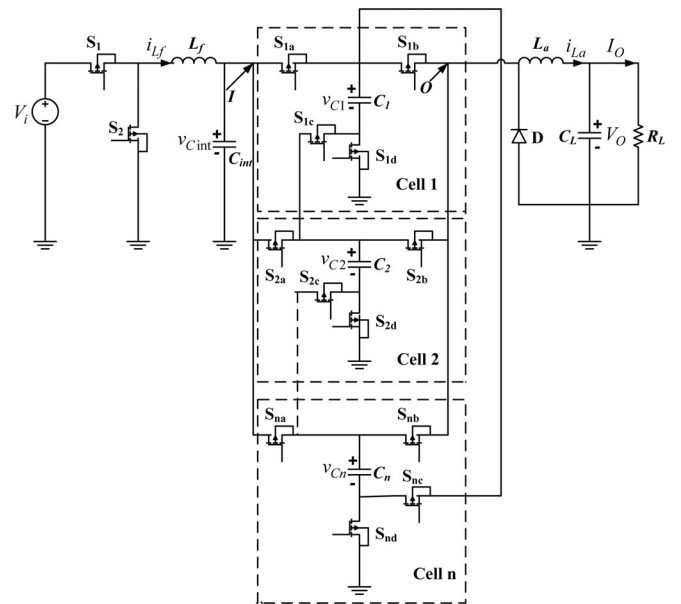 S1
iLf
Lf
S1a
S1b
La
iLa
IO
I
O
Vi
+
-
S2
vCint
+
-
Cint
vC1
+
-
C1
S1c
S1d
Cell 1
D
CL
+
-
VO
RL
S2a
vC2
+
-
C2
S2b
S2c
S2d
Cell 2
Sna
Snb
vCn
+
-
Cn
Snc
Snd
Cell n